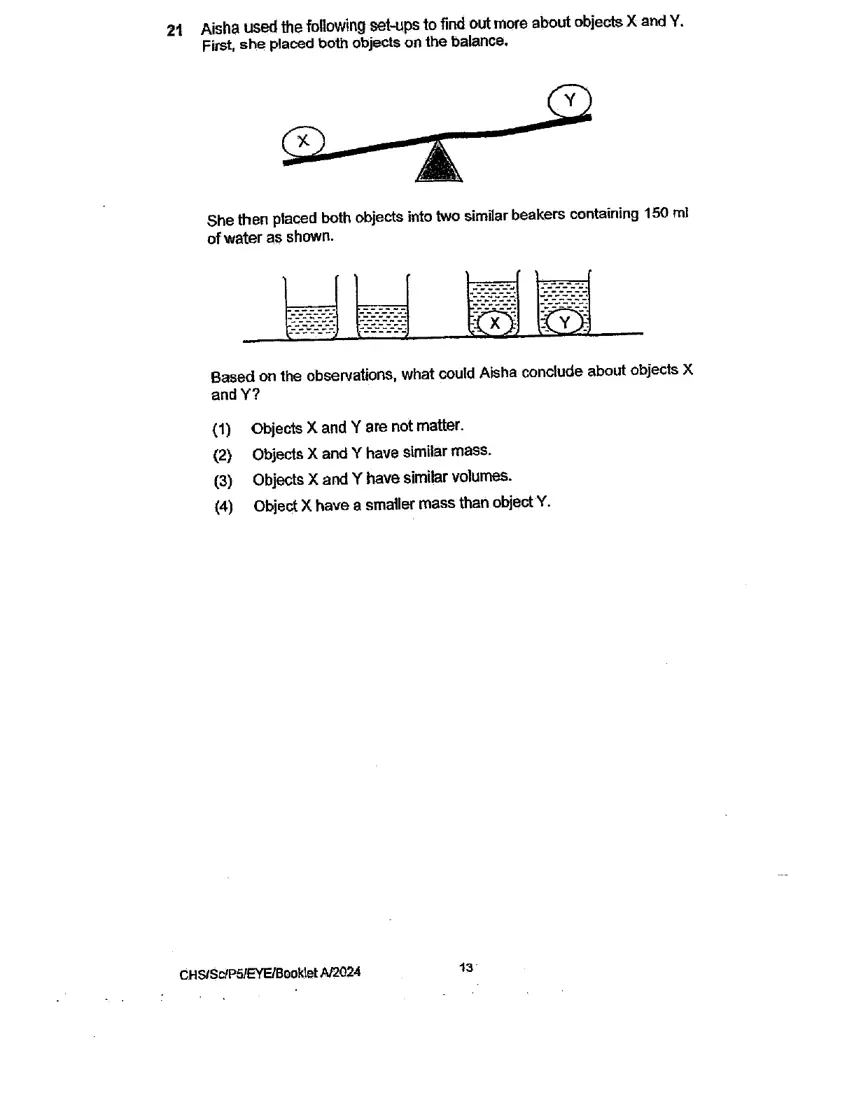 21 Aisha used the following set-ups to find out more about objects X and Y.
First, she placed both objects on the balance.
Y
X
She then placed both objects into two similar beakers containing 150 ml
of water as shown.
X Y
Based on the observations, what could Aisha conclude about objects X
and Y?
(1) Objects X and Y are not matter.
(2) Objects X and Y have similar mass.
(3) Objects X and Y have similar volumes.
(4) Object X have a smaller mass than object Y.
CHS/Sc/P5/EYE/Booklet A/2024 13